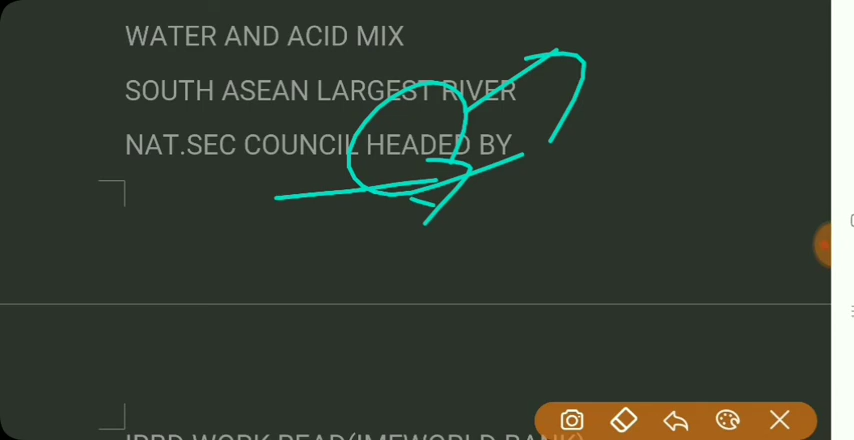 WATER AND ACID MIX
SOUTH ASEAN LARGEST RIVER
NAT.SEC COUNCIL HEADED BY